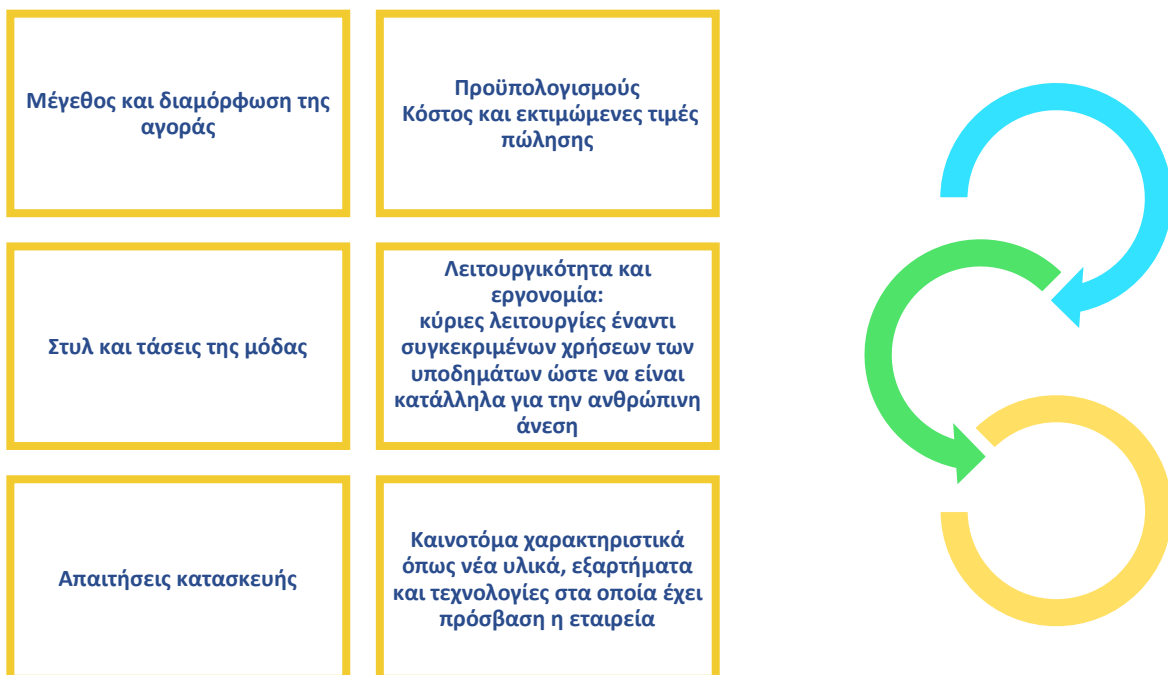 Μέγεθος και διαμόρφωση της
αγοράς
Προϋπολογισμούς
Κόστος και εκτιμώμενες τιμές
πώλησης
Στυλ και τάσεις της μόδας
Λειτουργικότητα και
εργονομία:
κύριες λειτουργίες έναντι
συγκεκριμένων χρήσεων των
υποδημάτων ώστε να είναι
κατάλληλα για την ανθρώπινη
άνεση
Απαιτήσεις κατασκευής
Καινοτόμα χαρακτηριστικά
όπως νέα υλικά, εξαρτήματα
και τεχνολογίες στα οποία έχει
πρόσβαση η εταιρεία